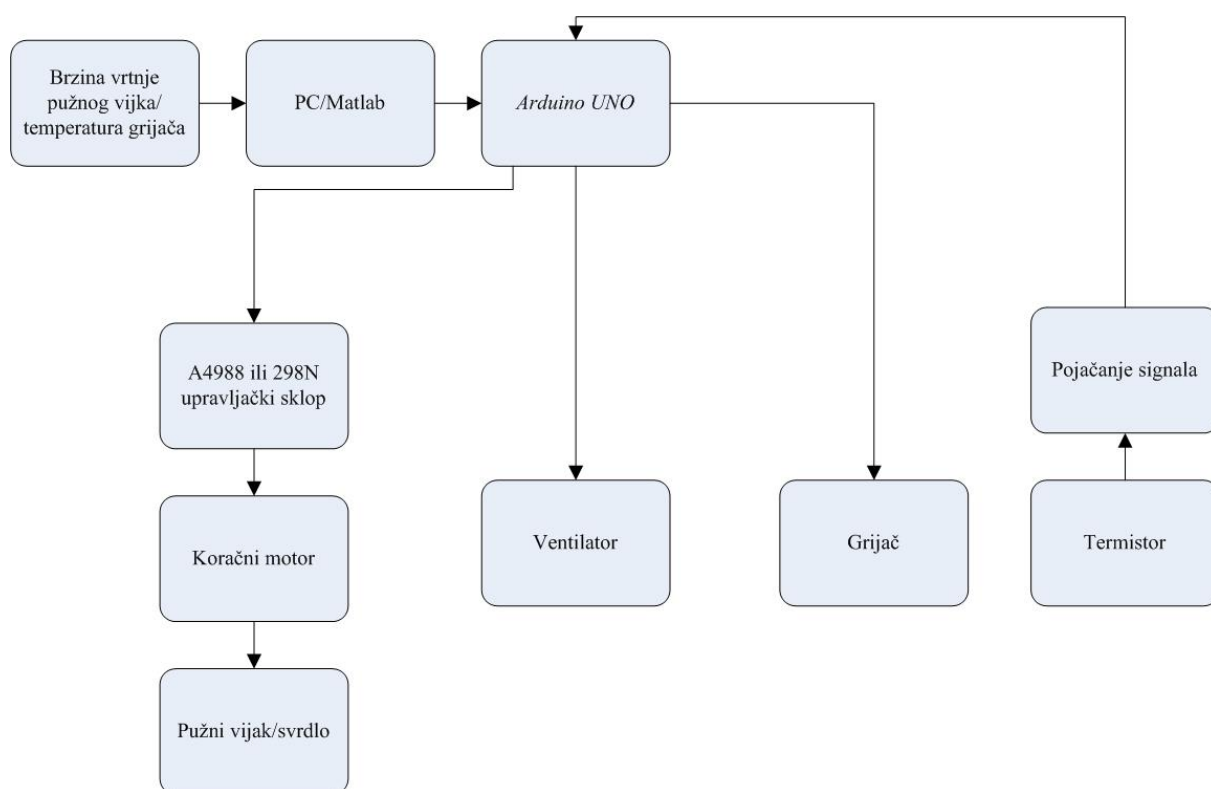 Brzina vrtnje
pužnog vijka/
temperatura grijača
PC/Matlab
Arduino UNO
A4988 ili 298N
upravljački sklop
Pojačanje signala
Koračni motor
Ventilator
Grijač
Termistor
Pužni vijak/svrdlo